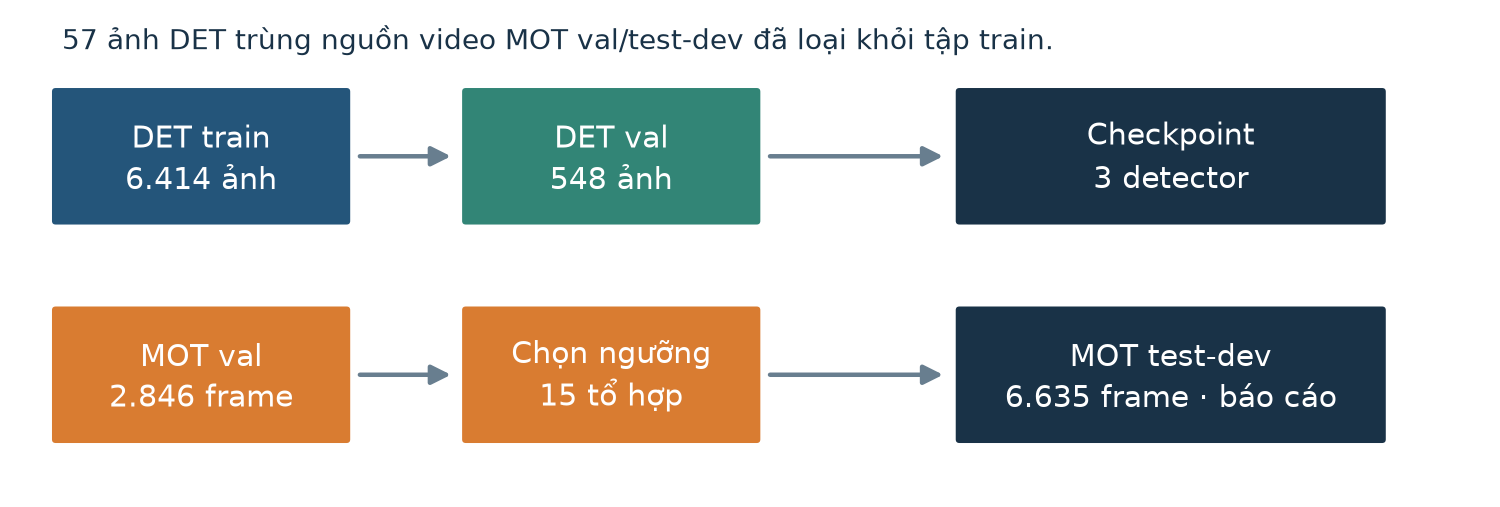 57 ảnh DET trùng nguồn video MOT val/test-dev đã loại khỏi tập train.
DET train
6.414 ảnh
DET val
548 ảnh
Checkpoint
3 detector
MOT val
2.846 frame
Chọn ngưỡng
15 tổ hợp
MOT test-dev
6.635 frame · báo cáo